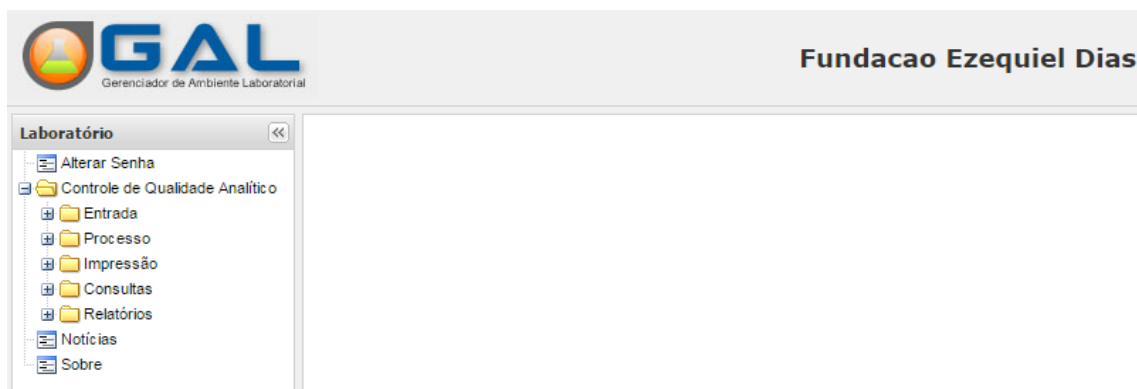 GAL
Gerenciador de Ambiente Laboratorial
Fundacao Ezequiel Dias
Laboratório
Alterar Senha
Controle de Qualidade Analítico
Entrada
Processo
Impressão
Consultas
Relatórios
Notícias
Sobre